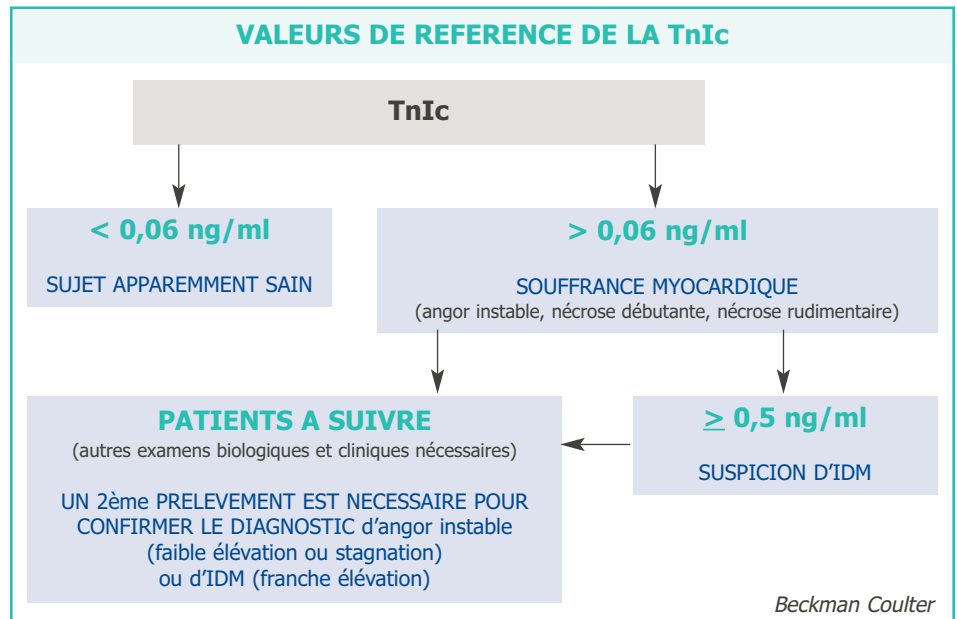 VALEURS DE REFERENCE DE LA TnIc
TnIc
< 0,06 ng/ml
SUJET APPAREMMENT SAIN
> 0,06 ng/ml
SOUFFRANCE MYOCARDIQUE
(angor instable, nécrose débutante, nécrose rudimentaire)
PATIENTS A SUIVRE
(autres examens biologiques et cliniques nécessaires)
UN 2ème PRELEVEMENT EST NECESSAIRE POUR
CONFIRMER LE DIAGNOSTIC d'angor instable
(faible élévation ou stagnation)
ou d'IDM (franche élévation)
≥ 0,5 ng/ml
SUSPICION D'IDM
Beckman Coulter